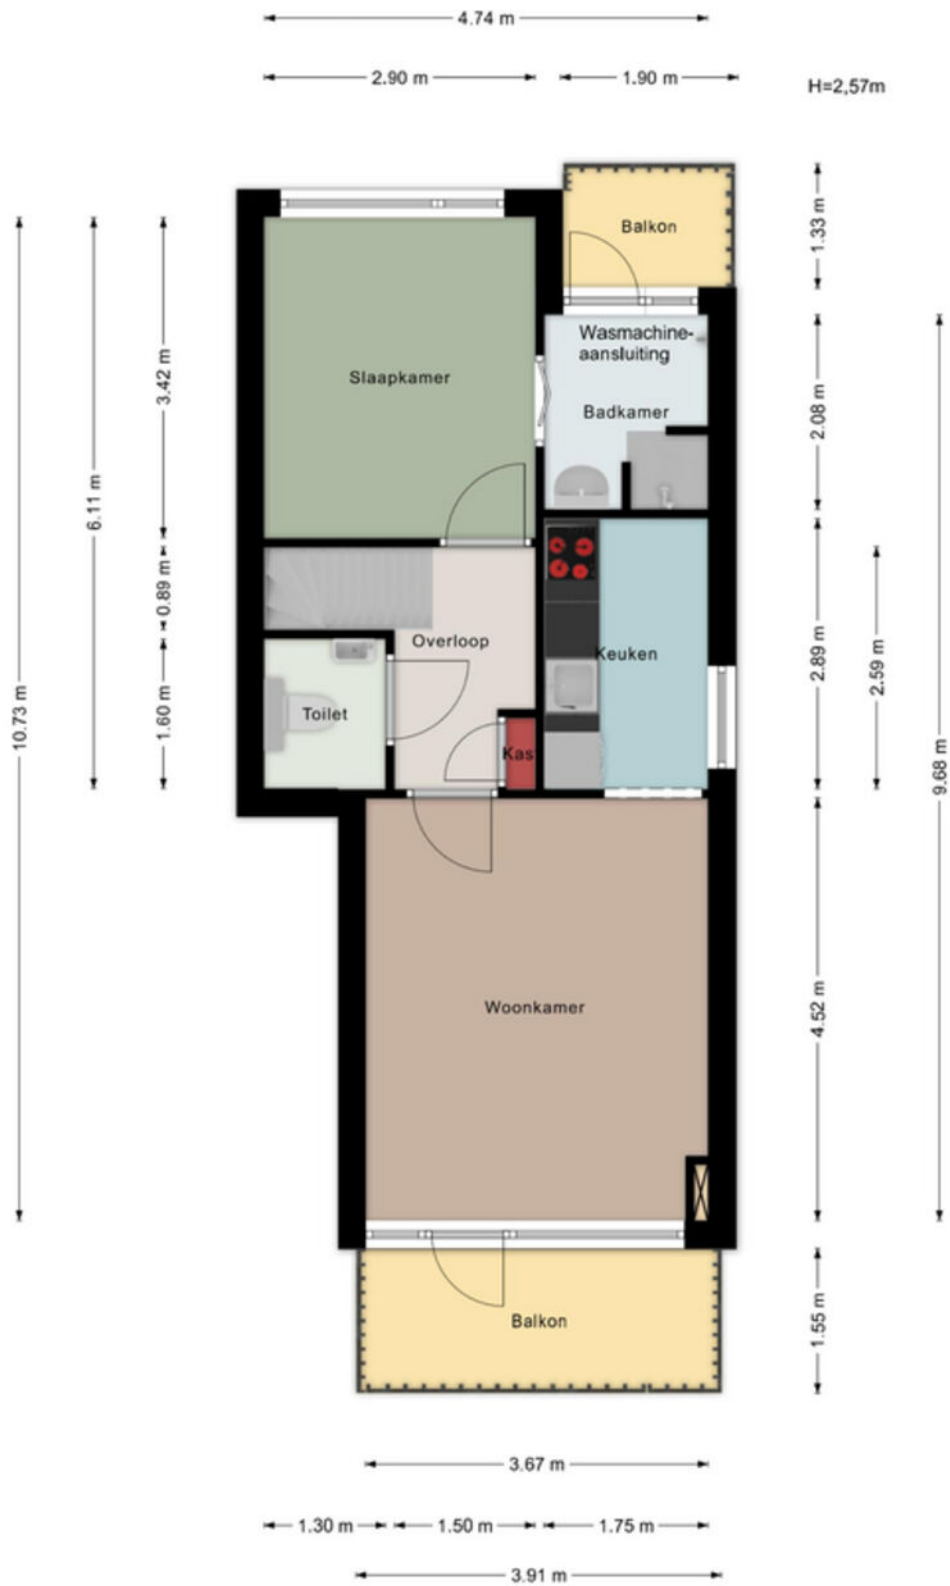 4.74 m
2.90 m
1.90 m
H=2,57m
Balkon
1.33 m
Wasmachine-
aansluiting
Slaapkamer
3.42 m
Badkamer
2.08 m
6.11 m
0.89 m
Overloop
Keuken
2.89 m
2.59 m
Toilet
1.60 m
10.73 m
Kas
9.68 m
Woonkamer
4.52 m
Balkon
1.55 m
3.67 m
1.30 m
1.50 m
1.75 m
3.91 m